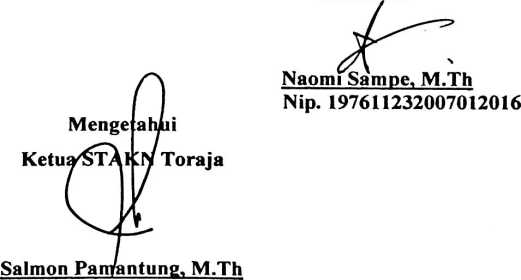 Naomi Sampe, M.Th
Nip. 197611232007012016
Mengetahui
Ketua STAKN Toraja
Salmon Pamantung, M.Th